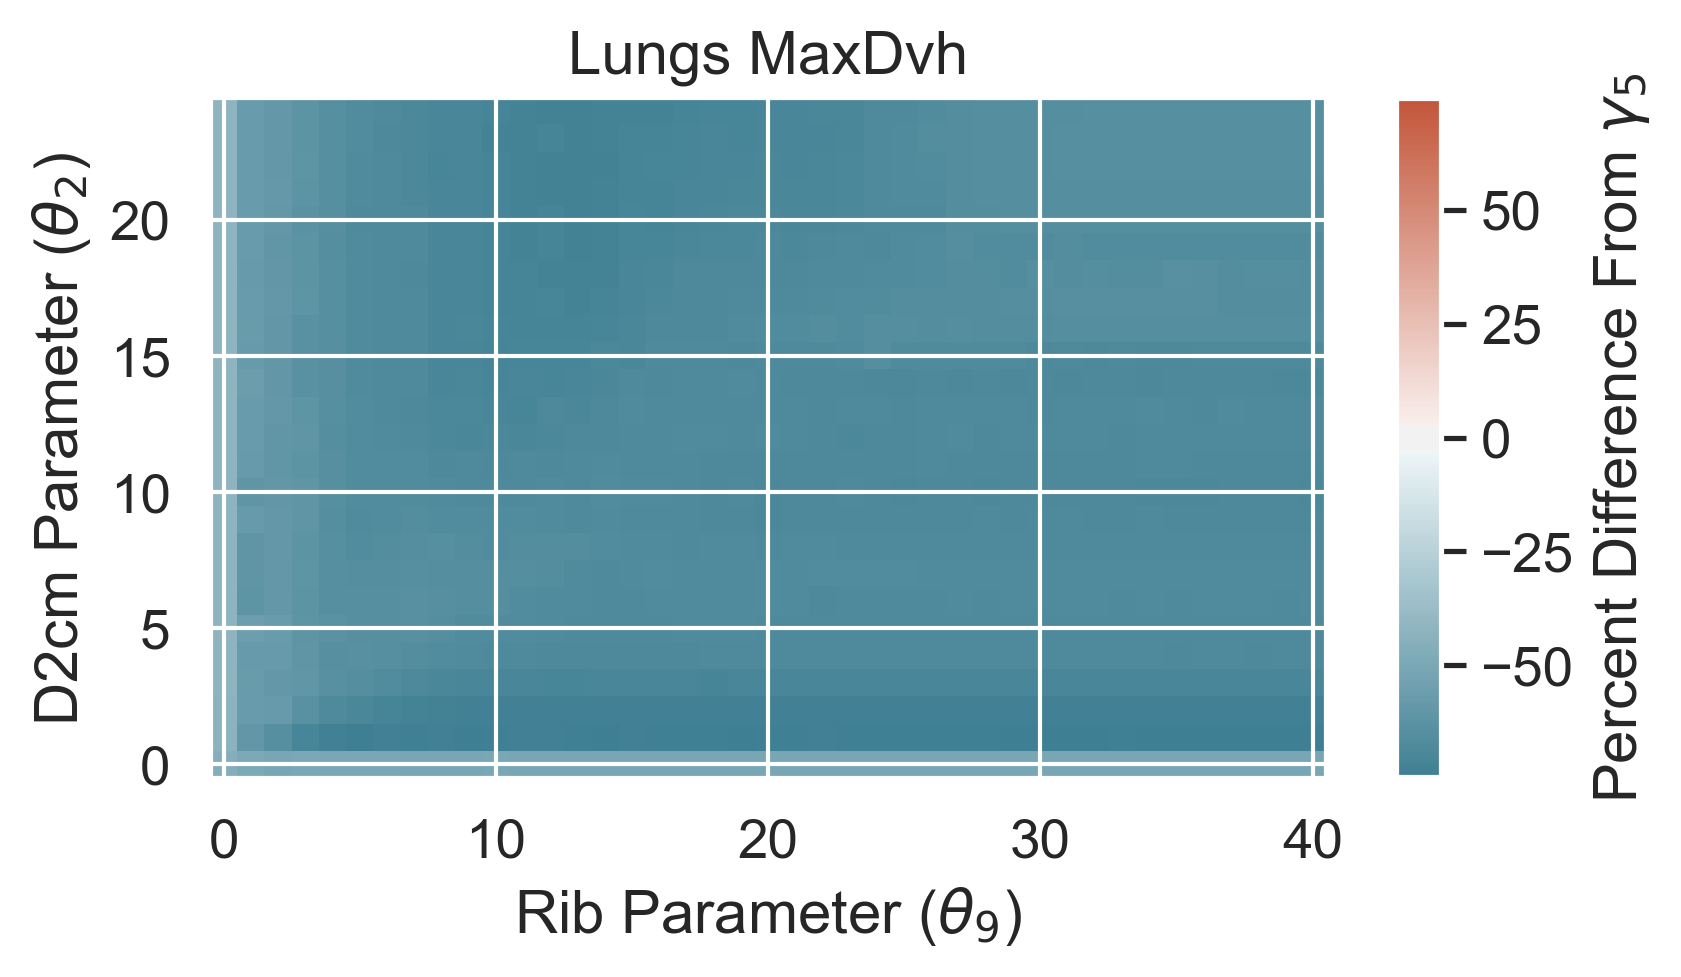 Lungs MaxDvh
D2cm Parameter (θ₂)
20
15
10
5
0
0 10 20 30 40
Rib Parameter (θ₉)
50
25
0
−25
−50
Percent Difference From γ₅